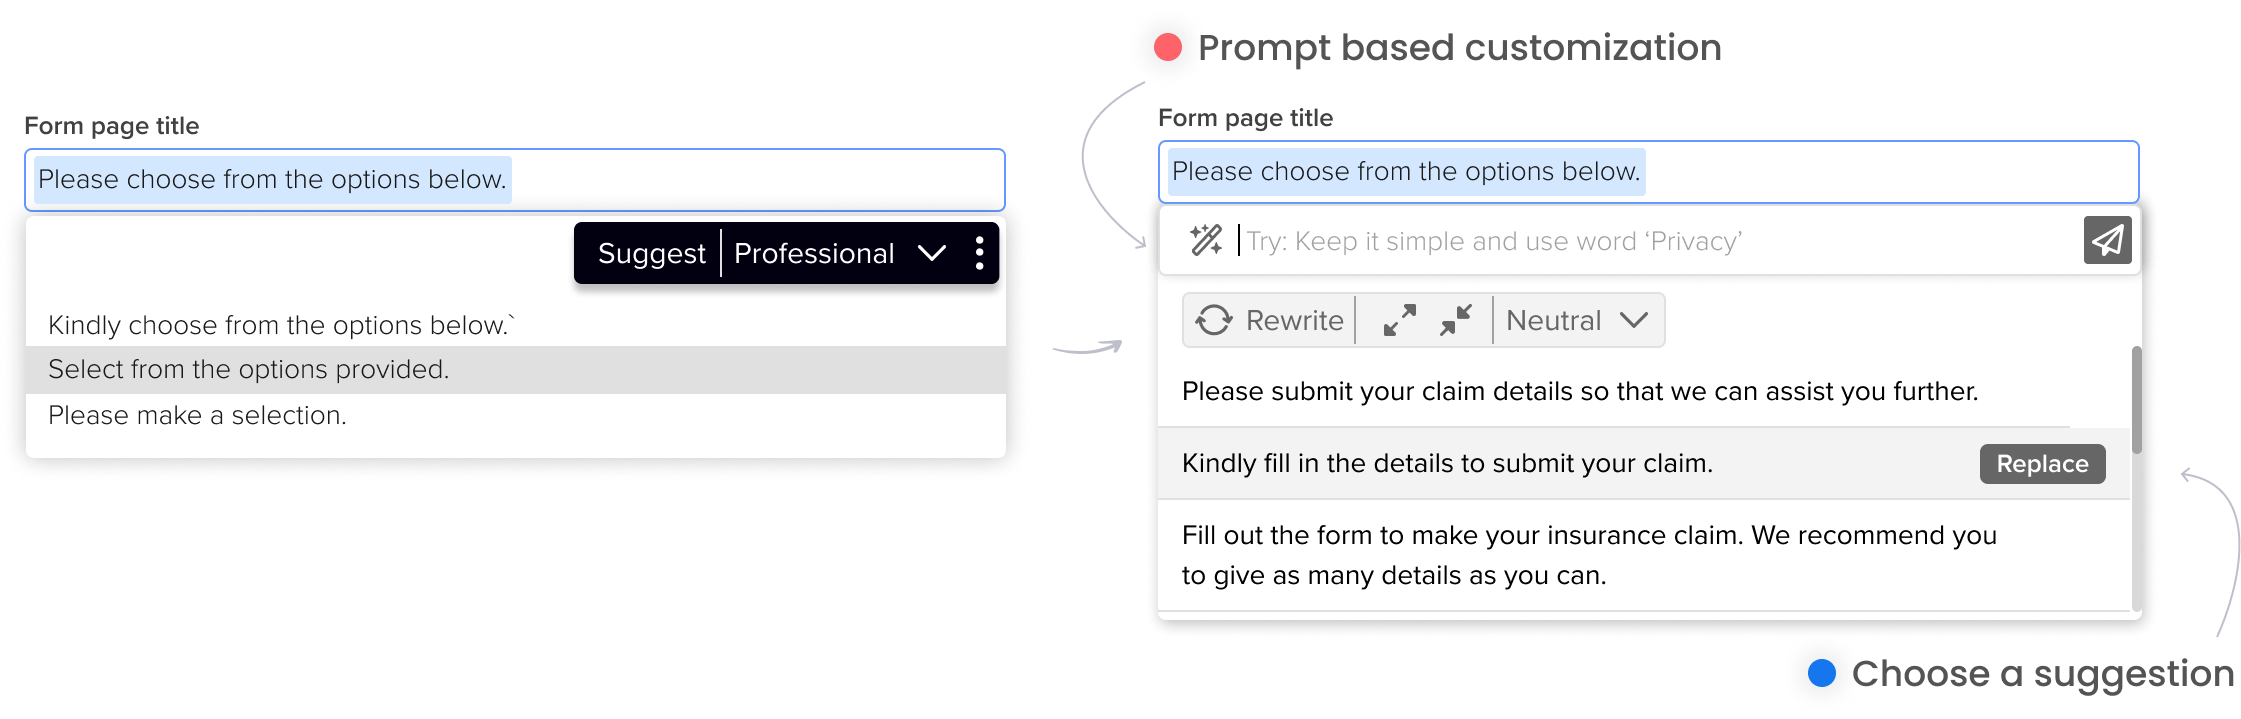 Prompt based customization
Form page title
Please choose from the options below.
Suggest
Professional
Kindly choose from the options below.`
Select from the options provided.
Please make a selection.
Form page title
Please choose from the options below.
Try: Keep it simple and use word ‘Privacy’
Rewrite
Neutral
Please submit your claim details so that we can assist you further.
Kindly fill in the details to submit your claim.
Replace
Fill out the form to make your insurance claim. We recommend you
to give as many details as you can.
Choose a suggestion